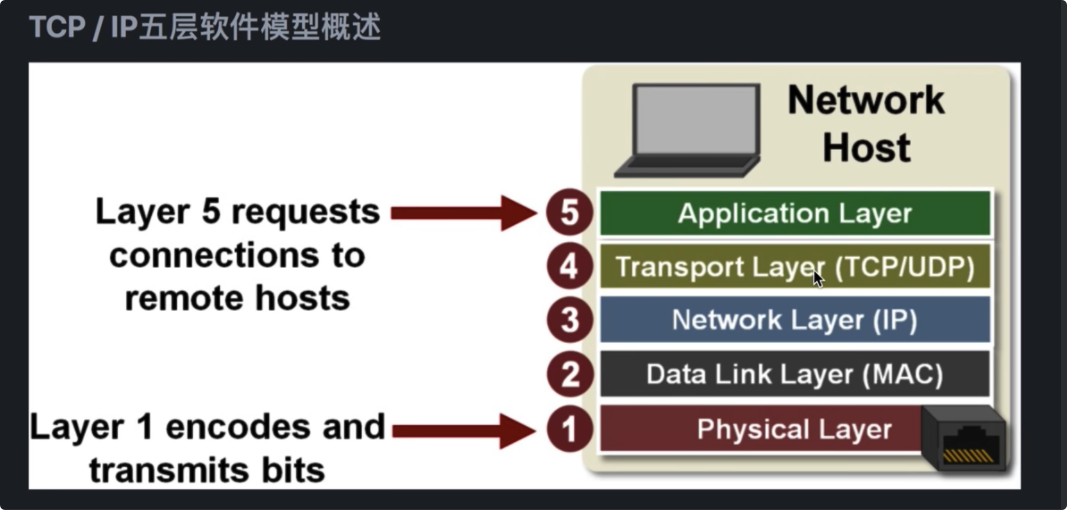 TCP / IP五层软件模型概述
Network
Host
Layer 5 requests
connections to
remote hosts
5
Application Layer
4
Transport Layer (TCP/UDP)
3
Network Layer (IP)
2
Data Link Layer (MAC)
Layer 1 encodes and
transmits bits
1
Physical Layer